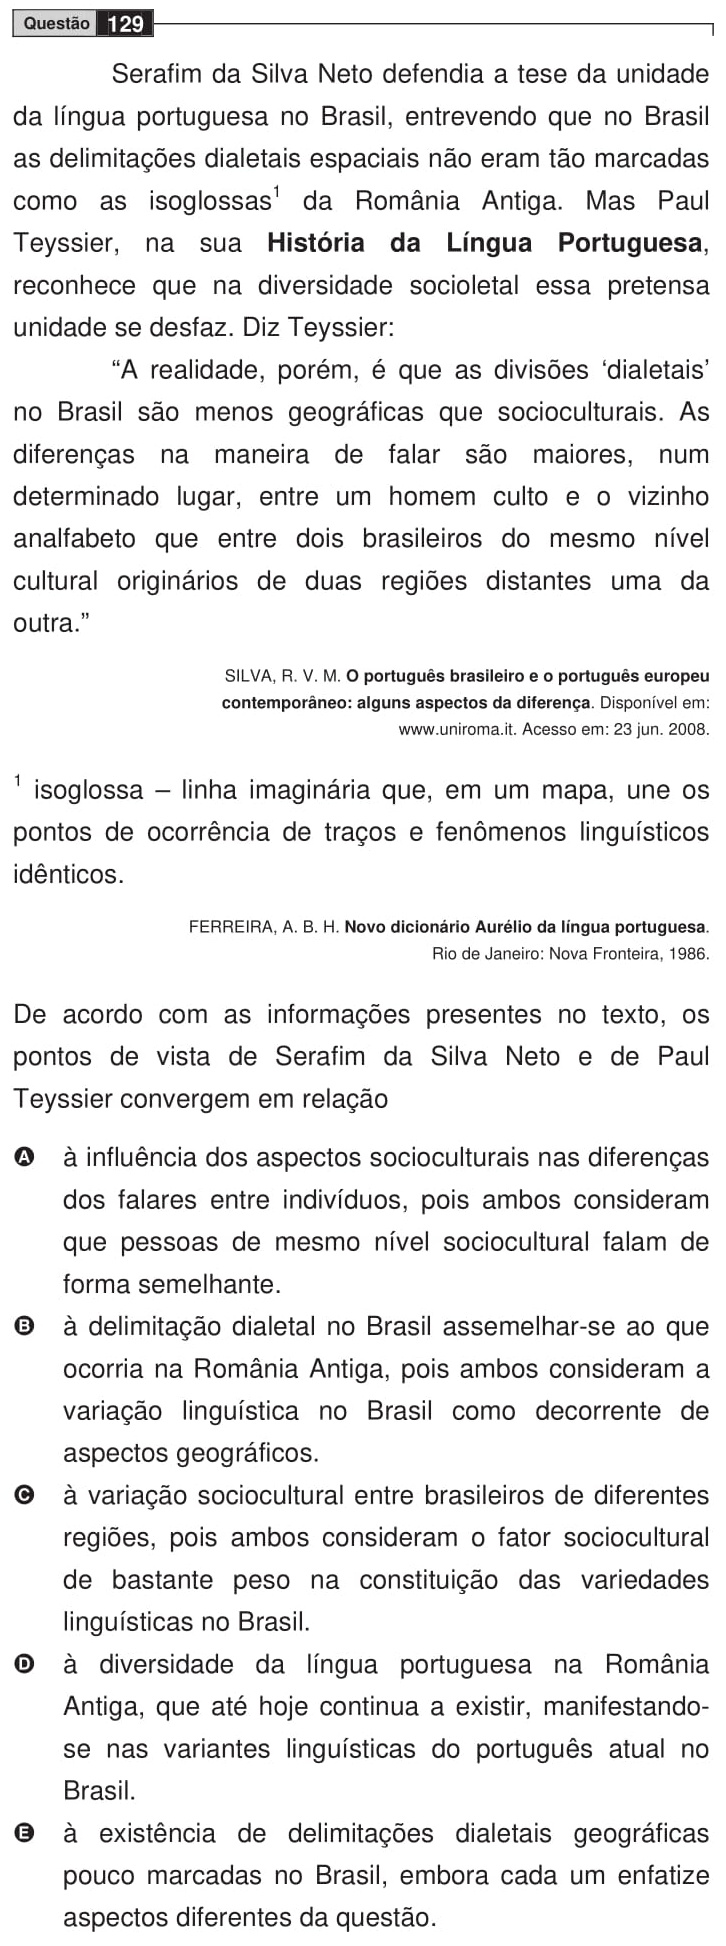 Questão 129
Serafim da Silva Neto defendia a tese da unidade
da língua portuguesa no Brasil, entrevendo que no Brasil
as delimitações dialetais espaciais não eram tão marcadas
como as isoglossas¹ da România Antiga. Mas Paul
Teyssier, na sua História da Língua Portuguesa,
reconhece que na diversidade socioletal essa pretensa
unidade se desfaz. Diz Teyssier:
“A realidade, porém, é que as divisões ‘dialetais’
no Brasil são menos geográficas que socioculturais. As
diferenças na maneira de falar são maiores, num
determinado lugar, entre um homem culto e o vizinho
analfabeto que entre dois brasileiros do mesmo nível
cultural originários de duas regiões distantes uma da
outra.”
SILVA, R. V. M. O português brasileiro e o português europeu
contemporâneo: alguns aspectos da diferença. Disponível em:
www.uniroma.it. Acesso em: 23 jun. 2008.
¹ isoglossa – linha imaginária que, em um mapa, une os
pontos de ocorrência de traços e fenômenos linguísticos
idênticos.
FERREIRA, A. B. H. Novo dicionário Aurélio da língua portuguesa.
Rio de Janeiro: Nova Fronteira, 1986.
De acordo com as informações presentes no texto, os
pontos de vista de Serafim da Silva Neto e de Paul
Teyssier convergem em relação
A à influência dos aspectos socioculturais nas diferenças
dos falares entre indivíduos, pois ambos consideram
que pessoas de mesmo nível sociocultural falam de
forma semelhante.
B à delimitação dialetal no Brasil assemelhar-se ao que
ocorria na România Antiga, pois ambos consideram a
variação linguística no Brasil como decorrente de
aspectos geográficos.
C à variação sociocultural entre brasileiros de diferentes
regiões, pois ambos consideram o fator sociocultural
de bastante peso na constituição das variedades
linguísticas no Brasil.
D à diversidade da língua portuguesa na România
Antiga, que até hoje continua a existir, manifestando-
se nas variantes linguísticas do português atual no
Brasil.
E à existência de delimitações dialetais geográficas
pouco marcadas no Brasil, embora cada um enfatize
aspectos diferentes da questão.